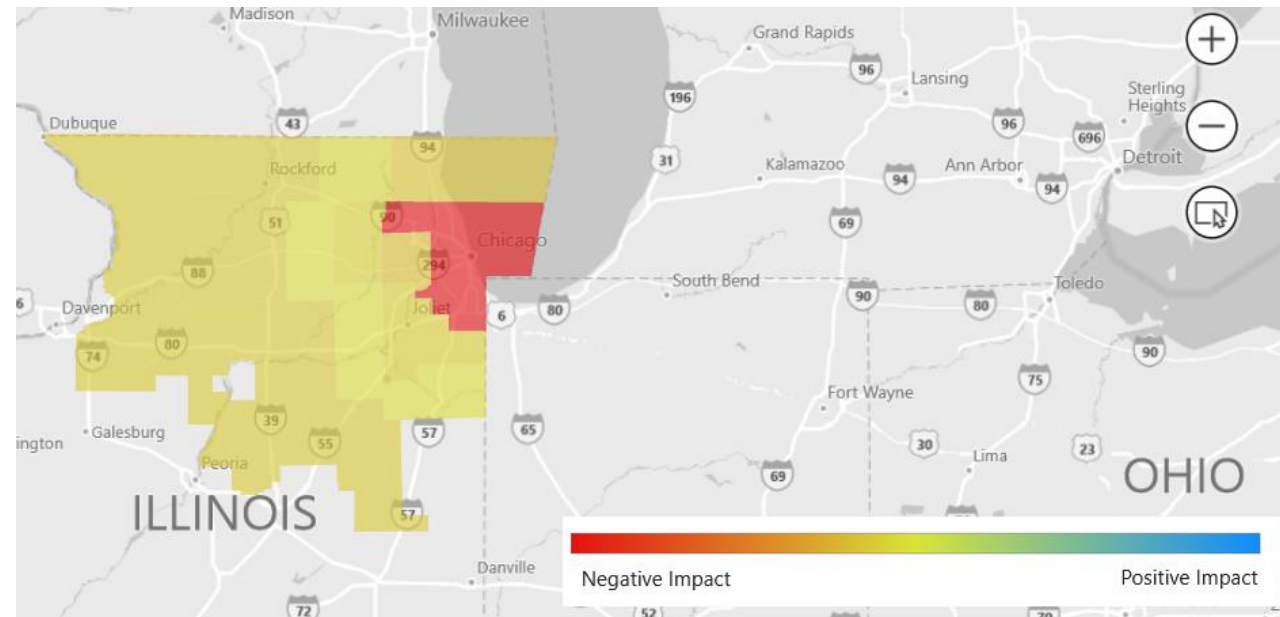 Madison
Milwaukee
Grand Rapids
96
Lansing
196
Sterling
Heights
Dubuque
43
96
696
94
31
Kalamazoo
Ann Arbor
Detroit
Rockford
94
94
90
51
69
Chicago
294
88
South Bend
Toledo
90
80
6
Davenport
Joliet
6
80
80
74
90
75
Fort Wayne
39
Galesburg
55
57
65
30
Lima
23
ington
Peoria
69
OHIO
ILLINOIS
57
Danville
Negative Impact
Positive Impact
72
52
70